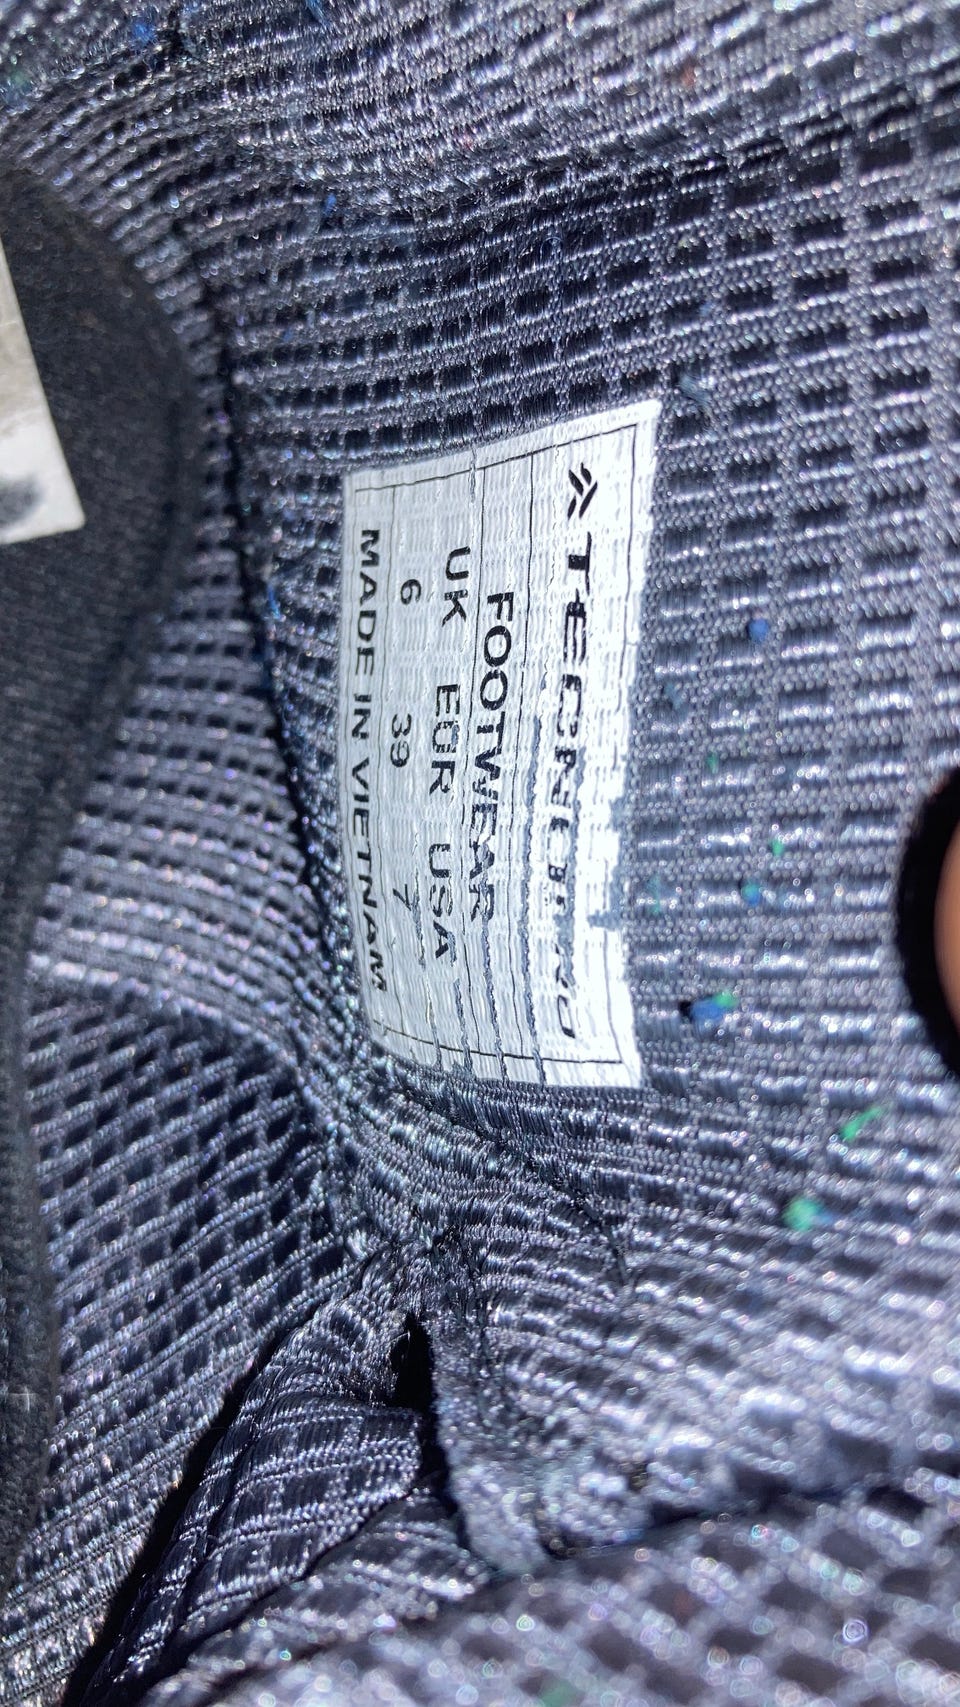 FOOTWEAR
UK EUR USA
6 39 7
MADE IN VIETNAM